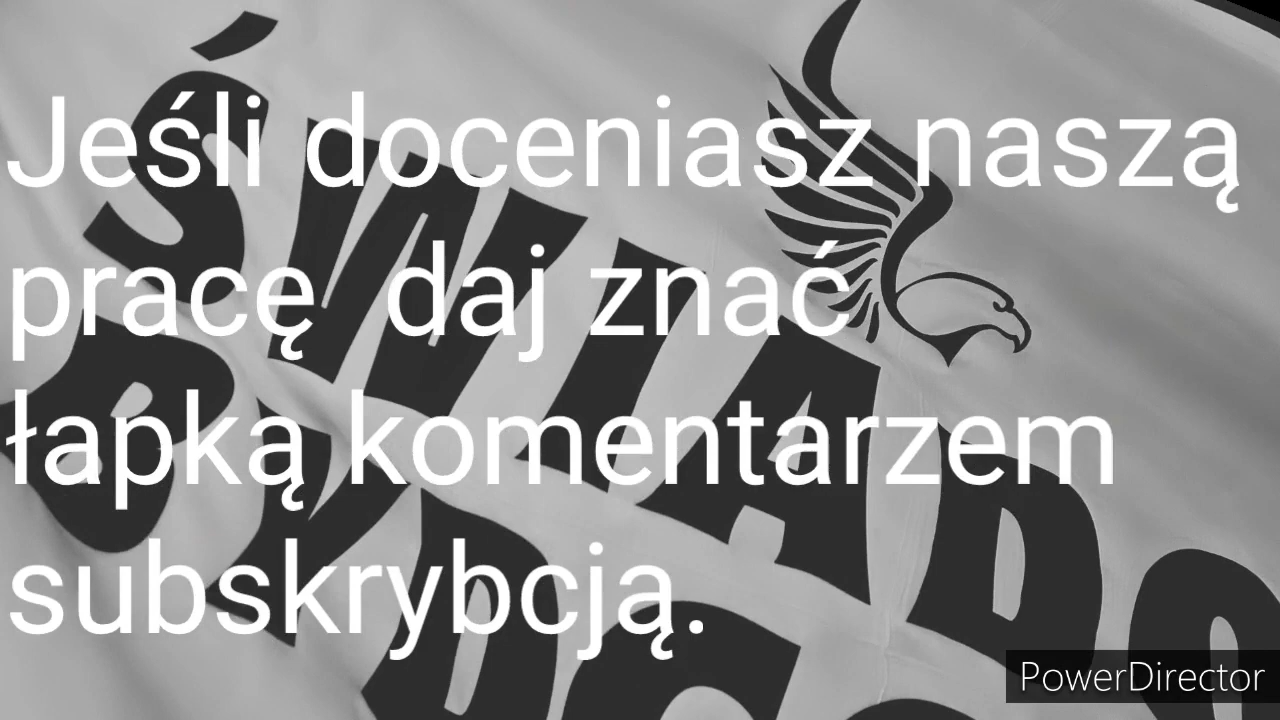 Jeśli doceniasz naszą
pracę daj znać
łapką komentarzem
subskrybcją.
PowerDirector